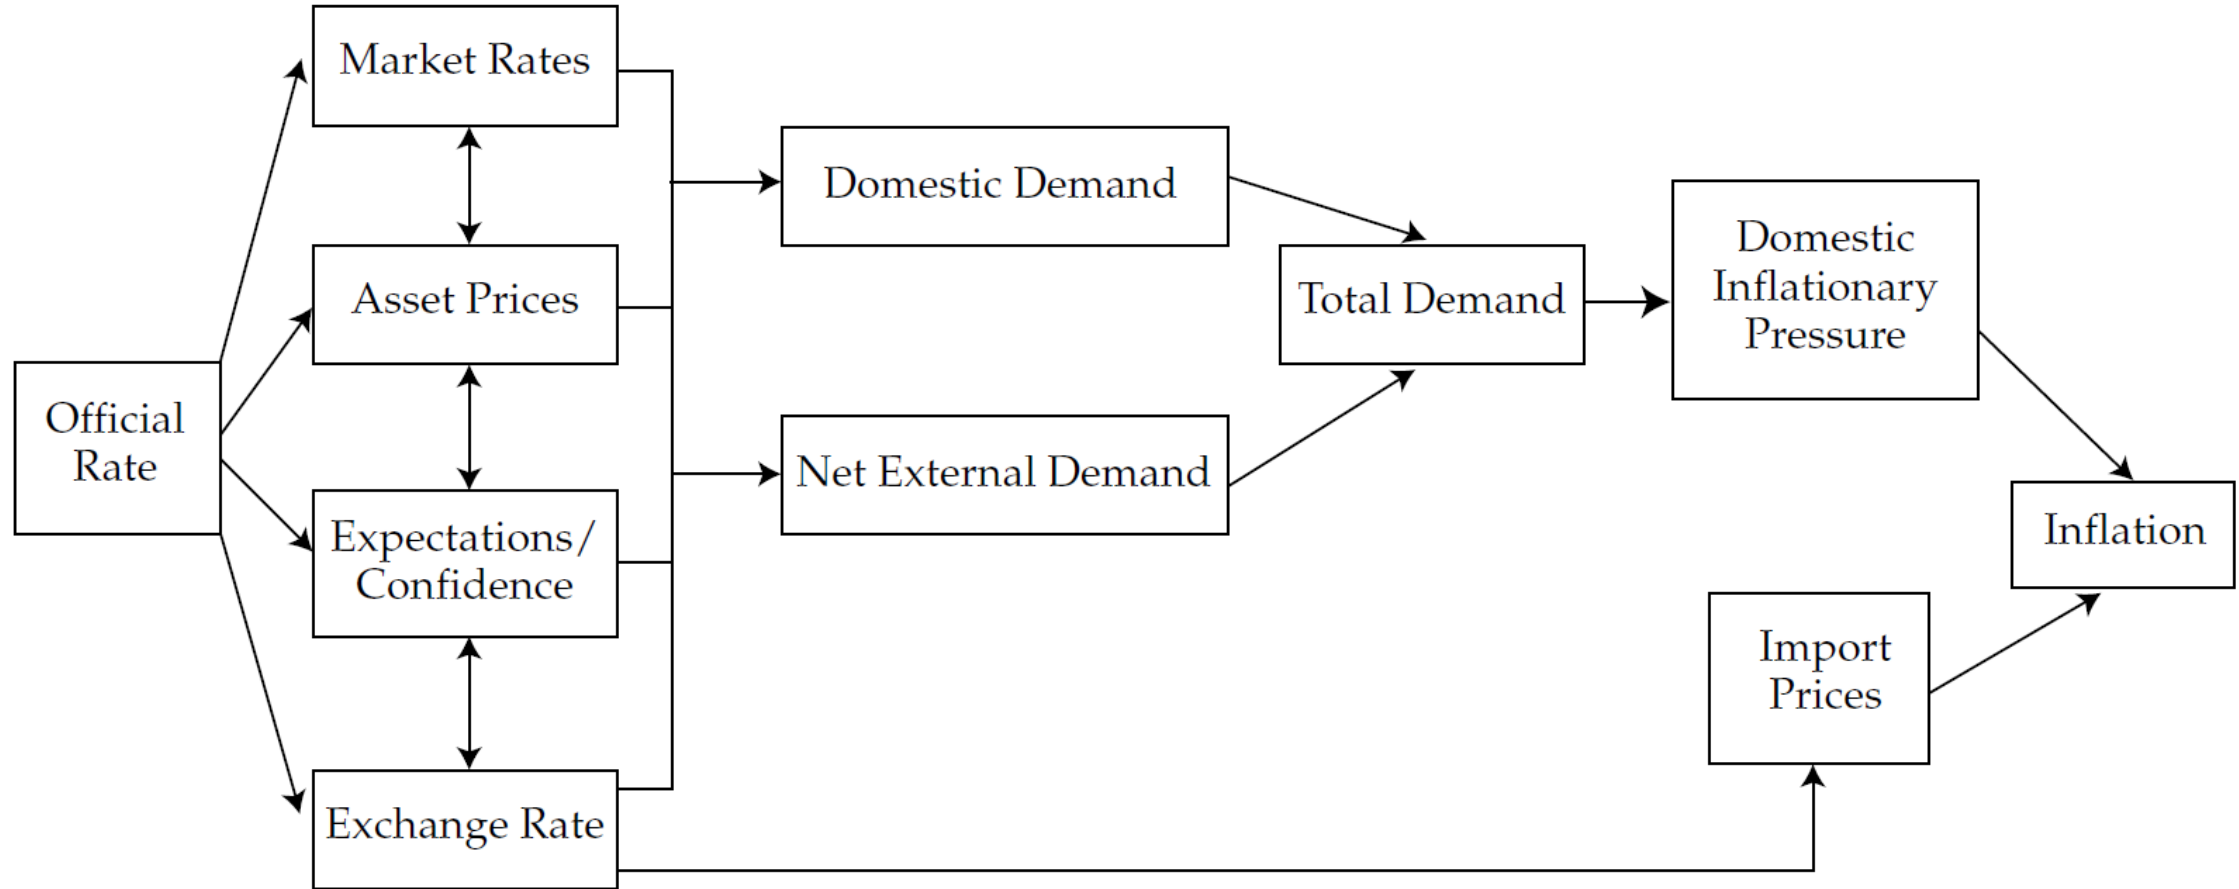 Market Rates
Asset Prices
Official
Rate
Expectations/
Confidence
Exchange Rate
Domestic Demand
Net External Demand
Total Demand
Domestic
Inflationary
Pressure
Import
Prices
Inflation